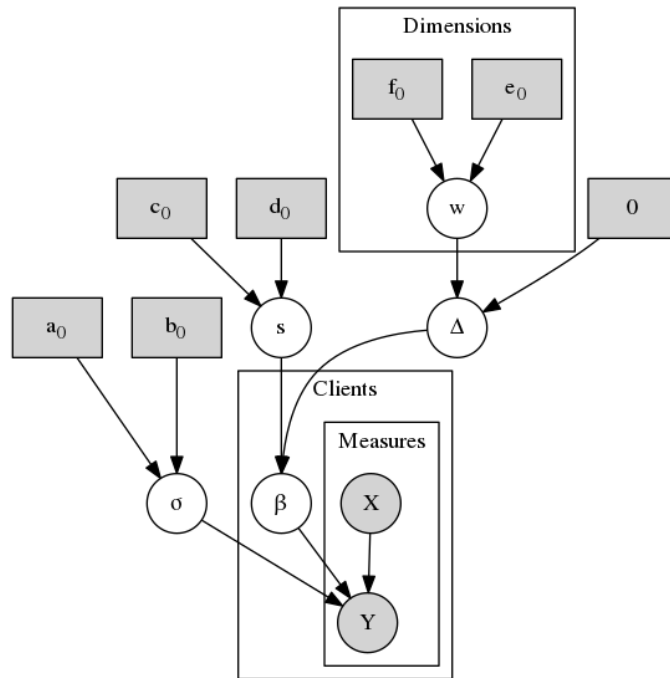 Dimensions
f₀
e₀
c₀
d₀
w
0
a₀
b₀
s
Δ
Clients
Measures
σ
β
X
Y